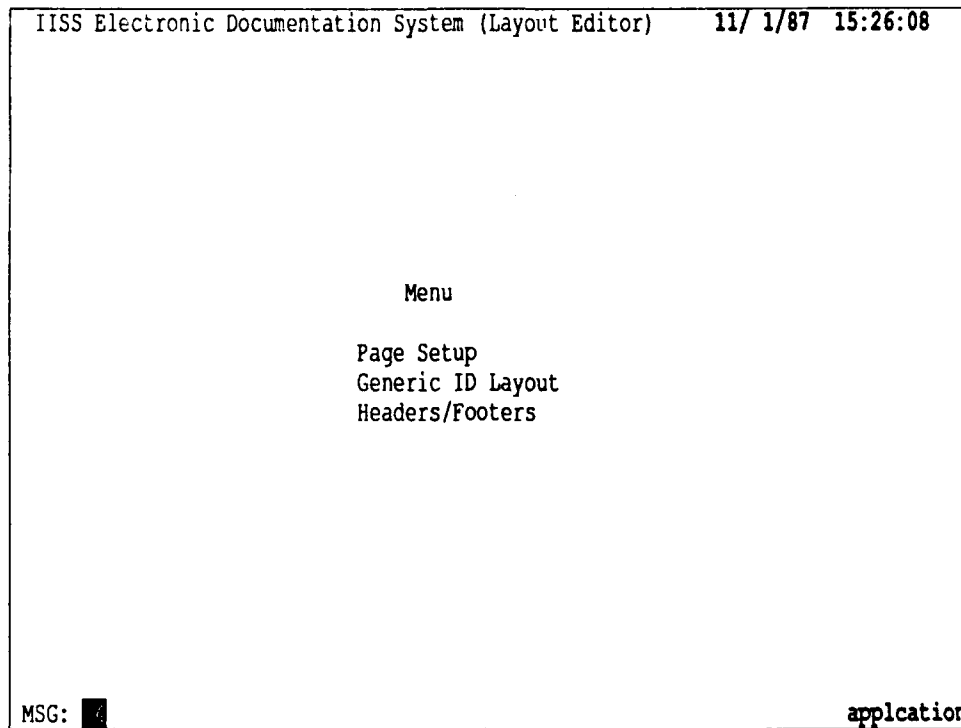 IISS Electronic Documentation System (Layout Editor) 11/ 1/87 15:26:08
Menu
Page Setup
Generic ID Layout
Headers/Footers
MSG: applcation